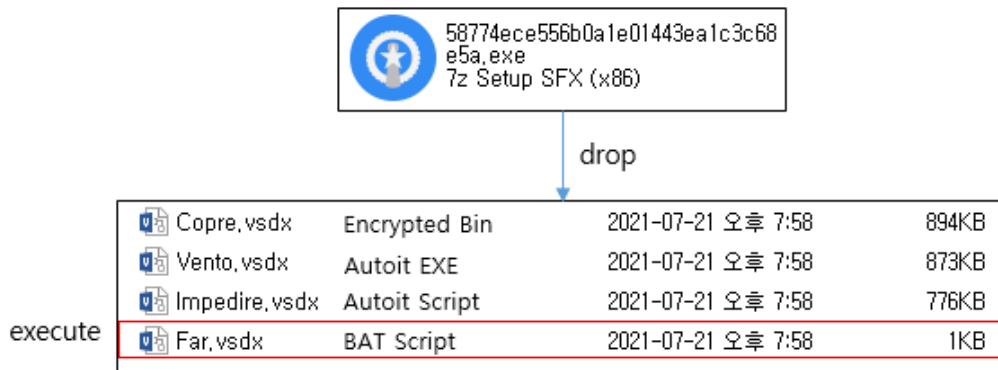 58774ece556b0a1e01443ea1c3c68
e5a,exe
7z Setup SFX (x86)
drop
Copre,vsdx Encrypted Bin 2021-07-21 오후 7:58 894KB
Vento,vsdx Autoit EXE 2021-07-21 오후 7:58 873KB
Impedire,vsdx Autoit Script 2021-07-21 오후 7:58 776KB
execute Far,vsdx BAT Script 2021-07-21 오후 7:58 1KB